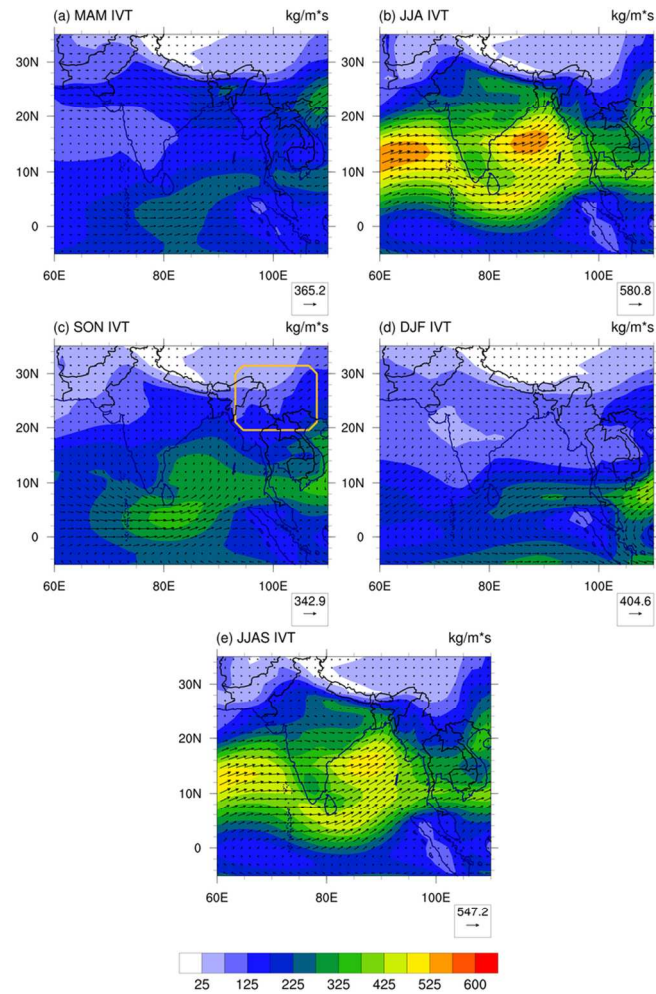 (a) MAM IVT kg/m*s
30N
20N
10N
0
60E 80E 100E
365.2
(b) JJA IVT kg/m*s
30N
20N
10N
0
60E 80E 100E
580.8
(c) SON IVT kg/m*s
30N
20N
10N
0
60E 80E 100E
342.9
(d) DJF IVT kg/m*s
30N
20N
10N
0
60E 80E 100E
404.6
(e) JJAS IVT kg/m*s
30N
20N
10N
0
60E 80E 100E
547.2
25 125 225 325 425 525 600